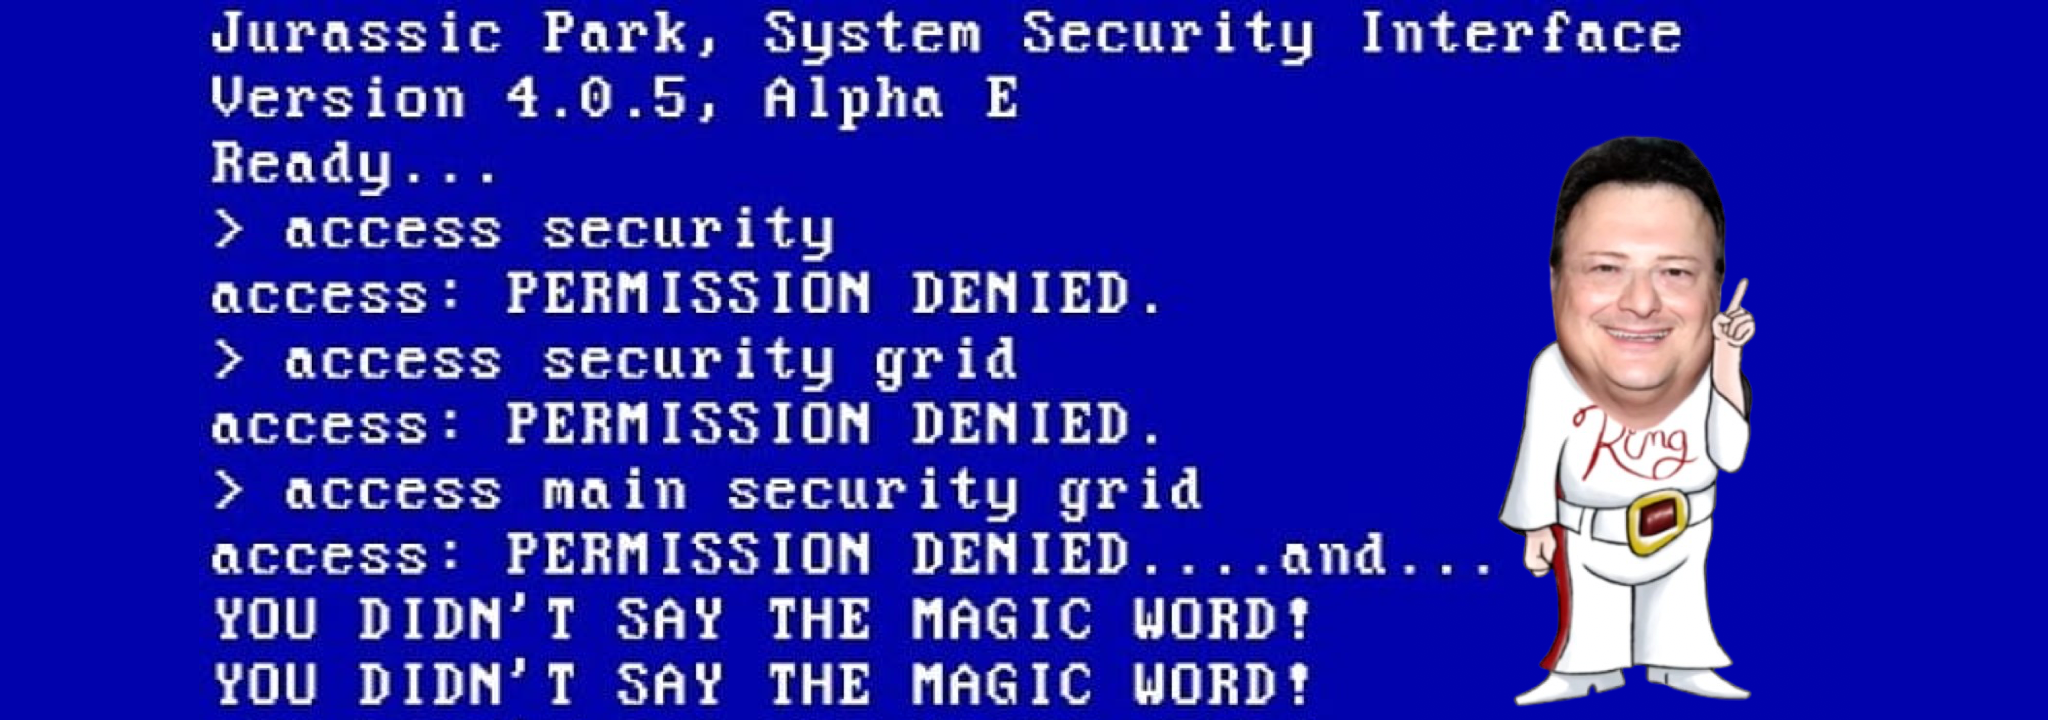 Jurassic Park, System Security Interface
Version 4.0.5, Alpha E
Ready...
> access security
access: PERMISSION DENIED.
> access security grid
access: PERMISSION DENIED.
> access main security grid
access: PERMISSION DENIED....and...
YOU DIDN'T SAY THE MAGIC WORD!
YOU DIDN'T SAY THE MAGIC WORD!
King